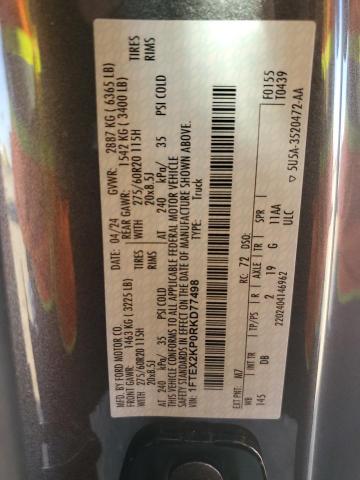 MFD. BY FORD MOTOR CO.
DATE: 04/24 GVWR: 2887 KG ( 6365 LB)
FRONT GAWR: 1463 KG (3225 LB) REAR GAWR: 1542 KG ( 3400 LB)
WITH 275/60R20 115H TIRES WITH 275/60R20 115H TIRES
20x8.5J RIMS 20x8.5J RIMS
AT 240 kPa/ 35 PSI COLD AT 240 kPa/ 35 PSI COLD
THIS VEHICLE CONFORMS TO ALL APPLICABLE FEDERAL MOTOR VEHICLE SAFETY
STANDARDS IN EFFECT ON THE DATE OF MANUFACTURE SHOWN ABOVE.
VIN: 1FTEX2KP0RKD77498 Truck
F0155
T0439
EXT PNT: M7 RC: 72 DSO:
WB INT TR TP/PS R AXLE TR SPR
145 DB 2 19 G 11AA
2202404146962 ULC
5U5A-3520472-AA